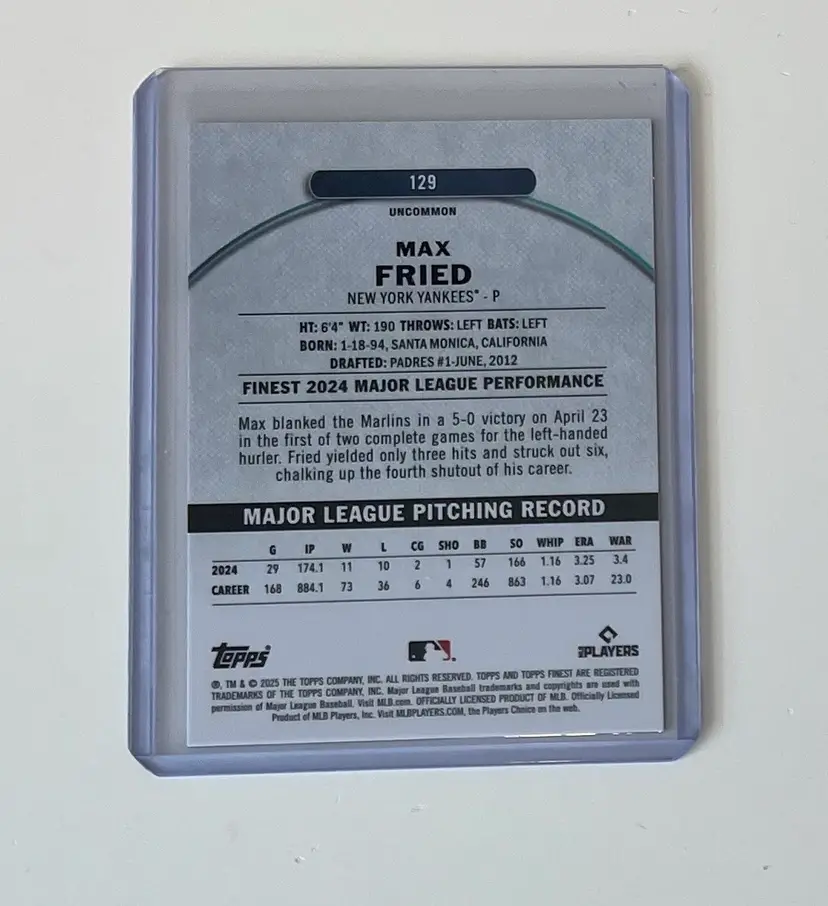 129
UNCOMMON
MAX
FRIED
NEW YORK YANKEES® - P
HT: 6'4" WT: 190 THROWS: LEFT BATS: LEFT
BORN: 1-18-94, SANTA MONICA, CALIFORNIA
DRAFTED: PADRES #1-JUNE, 2012
FINEST 2024 MAJOR LEAGUE PERFORMANCE
Max blanked the Marlins in a 5-0 victory on April 23
in the first of two complete games for the left-handed
hurler. Fried yielded only three hits and struck out six,
chalking up the fourth shutout of his career.
MAJOR LEAGUE PITCHING RECORD
G IP W L CG SHO BB SO WHIP ERA WAR
2024 29 174.1 11 10 2 1 57 166 1.16 3.25 3.4
CAREER 168 884.1 73 36 6 4 246 863 1.16 3.07 23.0
topps
PLAYERS
®, TM & © 2025 THE TOPPS COMPANY, INC. ALL RIGHTS RESERVED. TOPPS AND TOPPS FINEST ARE REGISTERED
TRADEMARKS OF THE TOPPS COMPANY, INC. Major League Baseball trademarks and copyrights are used with
permission of Major League Baseball. Visit MLB.com. OFFICIALLY LICENSED PRODUCT OF MLB. Officially Licensed
Product of MLB Players, Inc. Visit MLBPLAYERS.COM, the Players Choice on the web.